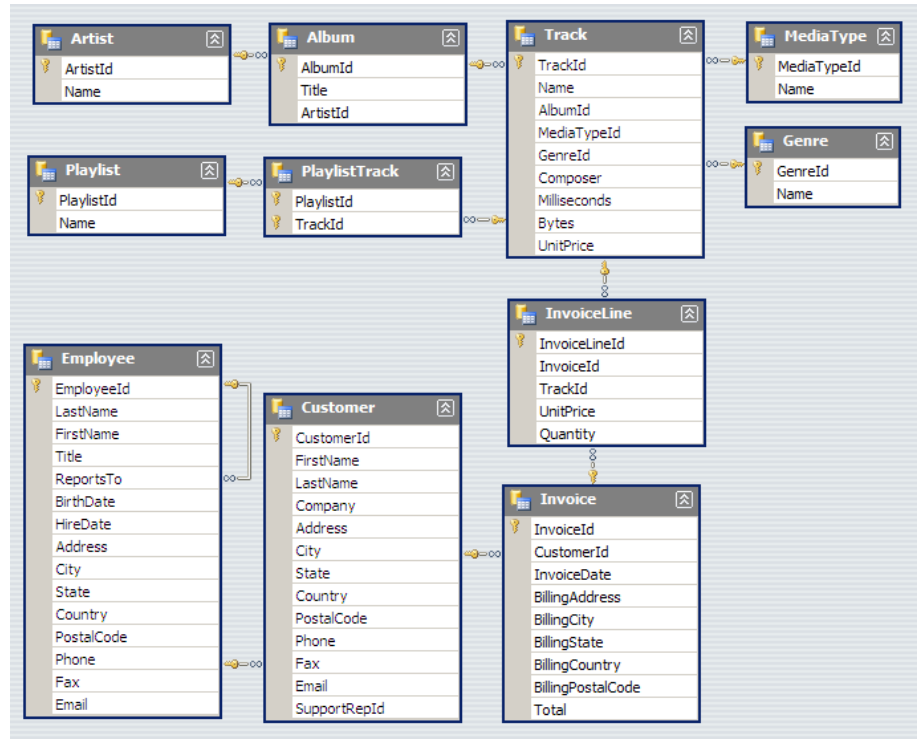 Artist
ArtistId
Name
Album
AlbumId
Title
ArtistId
Track
TrackId
Name
AlbumId
MediaTypeId
GenreId
Composer
Milliseconds
Bytes
UnitPrice
MediaType
MediaTypeId
Name
Genre
GenreId
Name
Playlist
PlaylistId
Name
PlaylistTrack
PlaylistId
TrackId
InvoiceLine
InvoiceLineId
InvoiceId
TrackId
UnitPrice
Quantity
Employee
EmployeeId
LastName
FirstName
Title
ReportsTo
BirthDate
HireDate
Address
City
State
Country
PostalCode
Phone
Fax
Email
Customer
CustomerId
FirstName
LastName
Company
Address
City
State
Country
PostalCode
Phone
Fax
Email
SupportRepId
Invoice
InvoiceId
CustomerId
InvoiceDate
BillingAddress
BillingCity
BillingState
BillingCountry
BillingPostalCode
Total